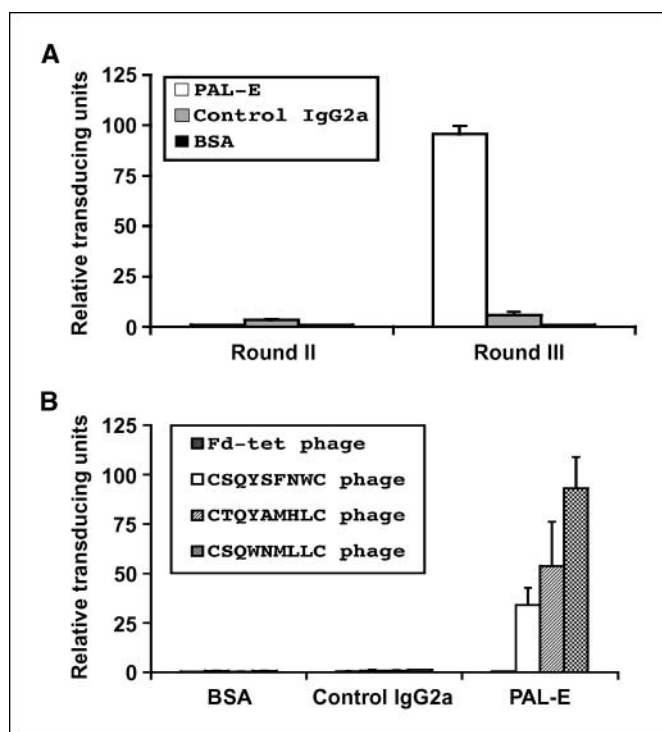 A
Relative transducing units
125
100
75
50
25
0
PAL-E
Control IgG2a
BSA
Round II
Round III
B
Relative transducing units
125
100
75
50
25
0
Fd-tet phage
CSQYSFNWC phage
CTQYAMHLC phage
CSQWNMLLC phage
BSA
Control IgG2a
PAL-E